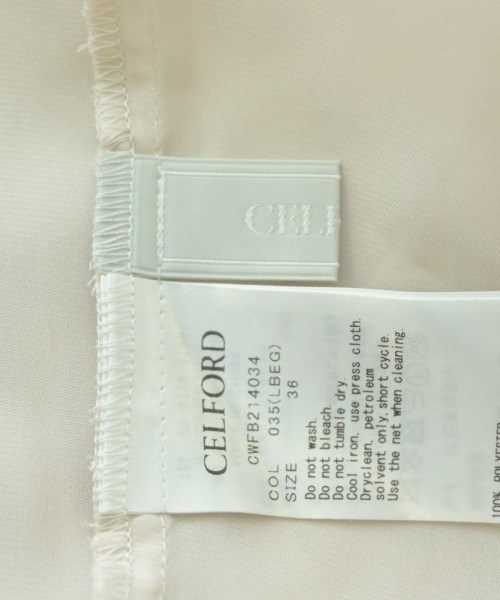 CELF
CELFORD
CWFB214034
COL 035(LBEG)
SIZE 36
Do not wash.
Do not bleach.
Do not tumble dry.
Cool iron, use press cloth.
Dryclean, petroleum
solvent only,short cycle.
Use the net when cleaning.
100% POLYESTER